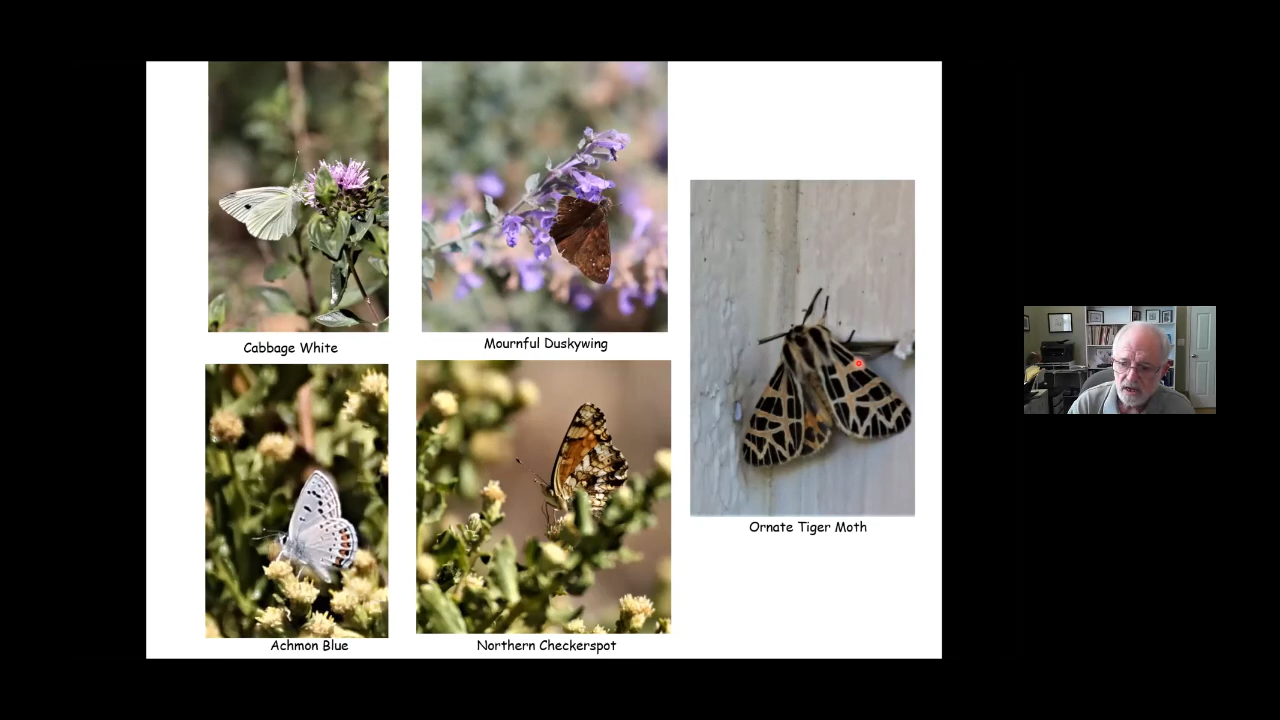 Cabbage White
Mournful Duskywing
Achmon Blue
Northern Checkerspot
Ornate Tiger Moth